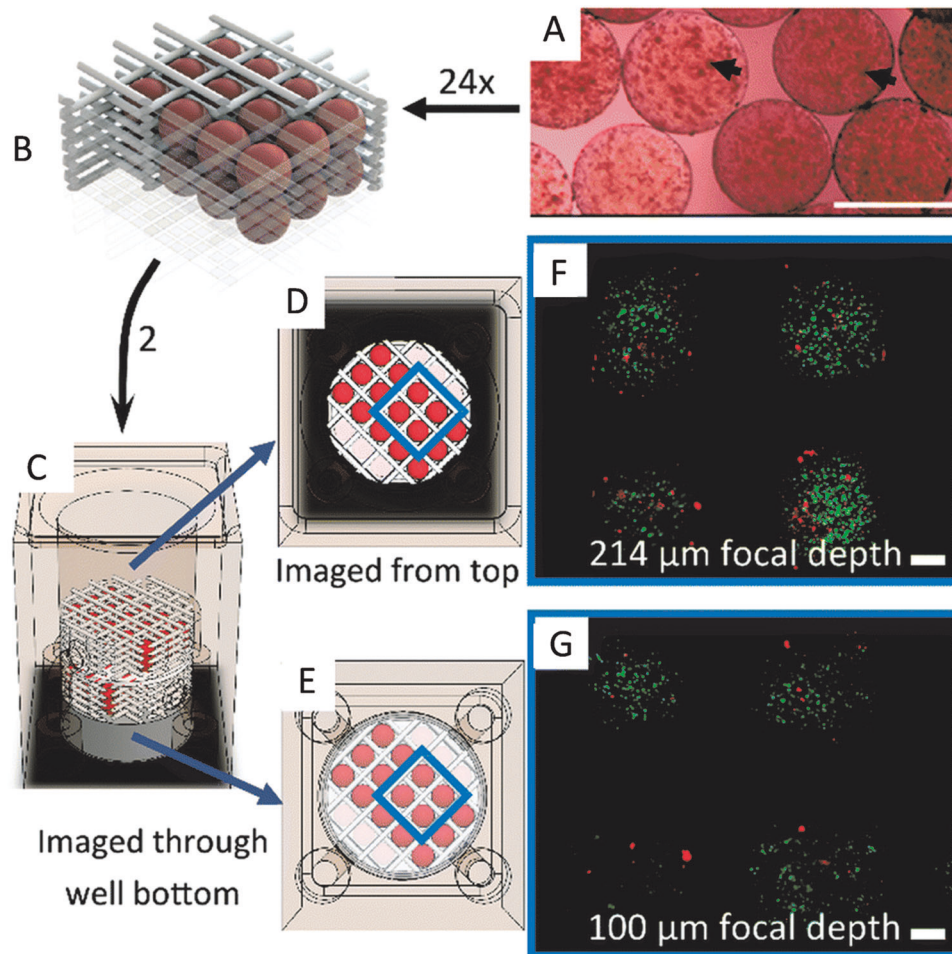 A
24x
B
F
D
2
C
Imaged from top
214 μm focal depth
G
E
Imaged through
well bottom
100 μm focal depth